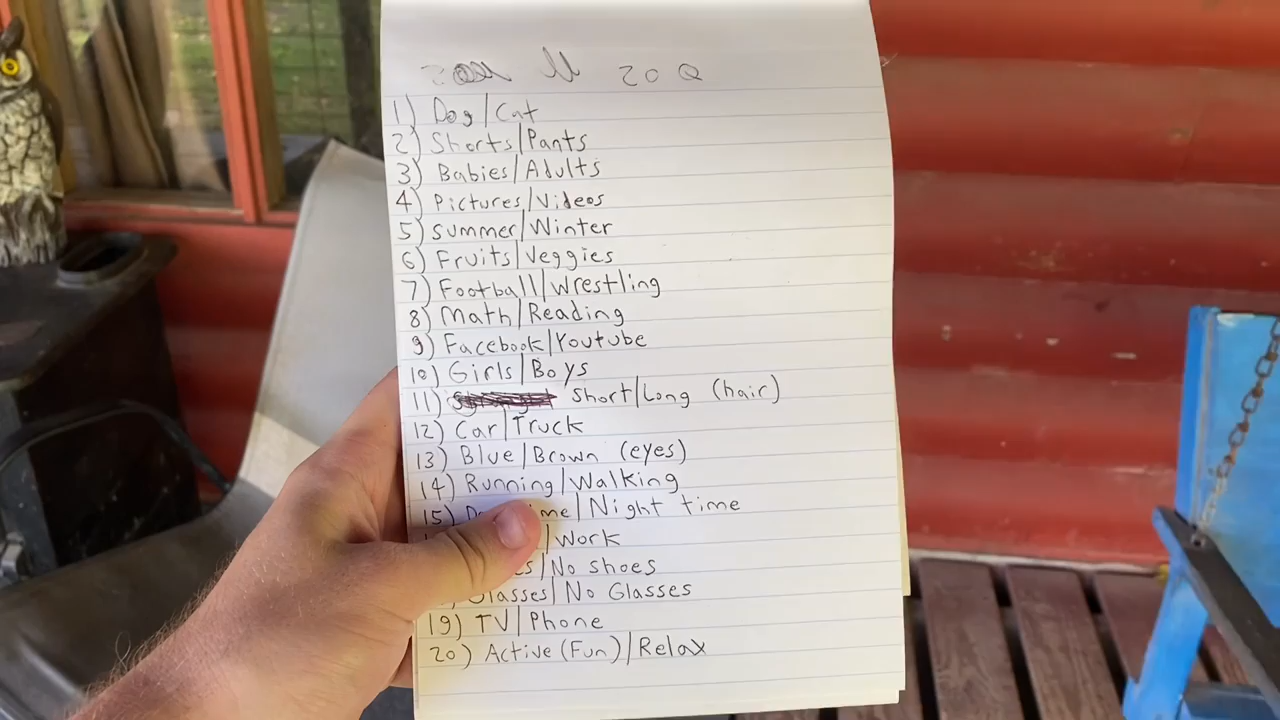 20 Q
1) Dog/Cat
2) Shorts/Pants
3) Babies/Adults
4) Pictures/Videos
5) Summer/Winter
6) Fruits/Veggies
7) Football/Wrestling
8) Math/Reading
9) Facebook/Youtube
10) Girls/Boys
11) Short/Long (hair)
12) Car/Truck
13) Blue/Brown (eyes)
14) Running/Walking
15) /Night time
/Work
/No shoes
Glasses/No Glasses
19) TV/Phone
20) Active (Fun)/Relax